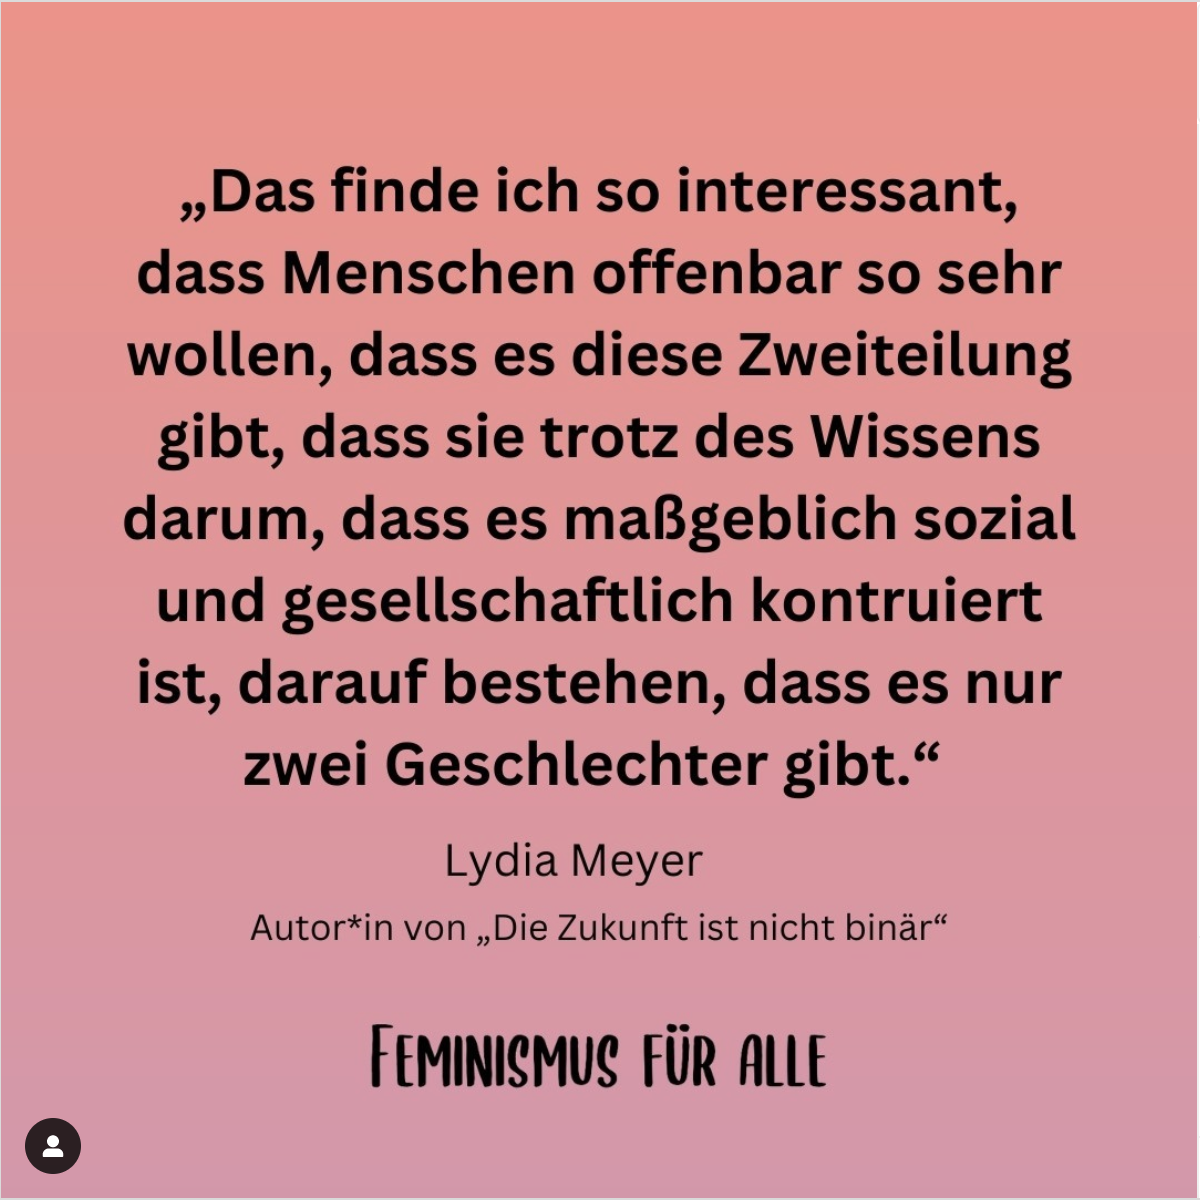 „Das finde ich so interessant,
dass Menschen offenbar so sehr
wollen, dass es diese Zweiteilung
gibt, dass sie trotz des Wissens
darum, dass es maßgeblich sozial
und gesellschaftlich kontruiert
ist, darauf bestehen, dass es nur
zwei Geschlechter gibt.“
Lydia Meyer
Autor*in von „Die Zukunft ist nicht binär“
FEMINISMUS FÜR ALLE